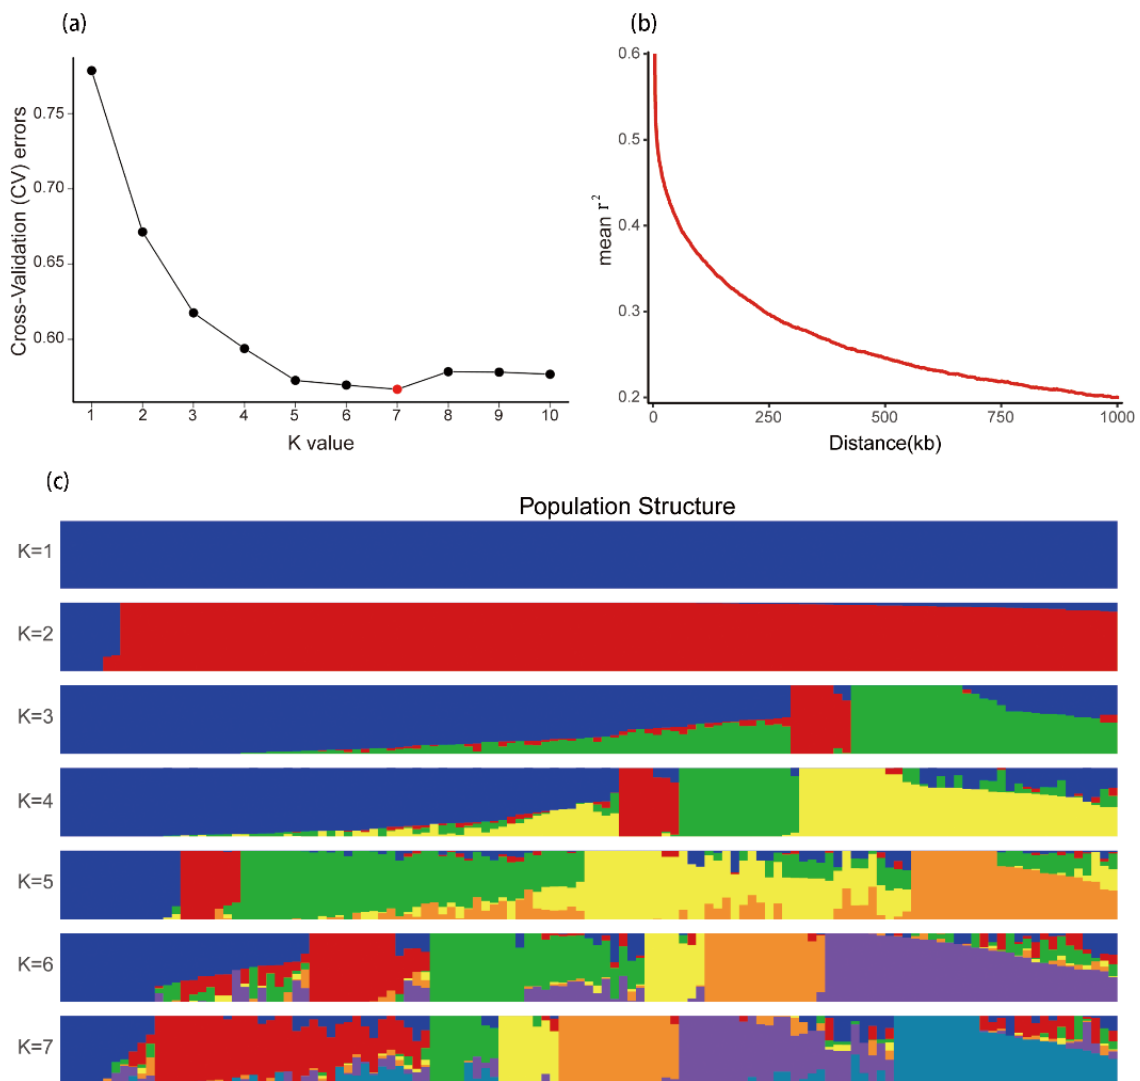 (a)
Cross-Validation (CV) errors
0.75
0.70
0.65
0.60
1 2 3 4 5 6 7 8 9 10
K value
(b)
mean r²
0.6
0.5
0.4
0.3
0.2
0 250 500 750 1000
Distance(kb)
(c)
Population Structure
K=1
K=2
K=3
K=4
K=5
K=6
K=7